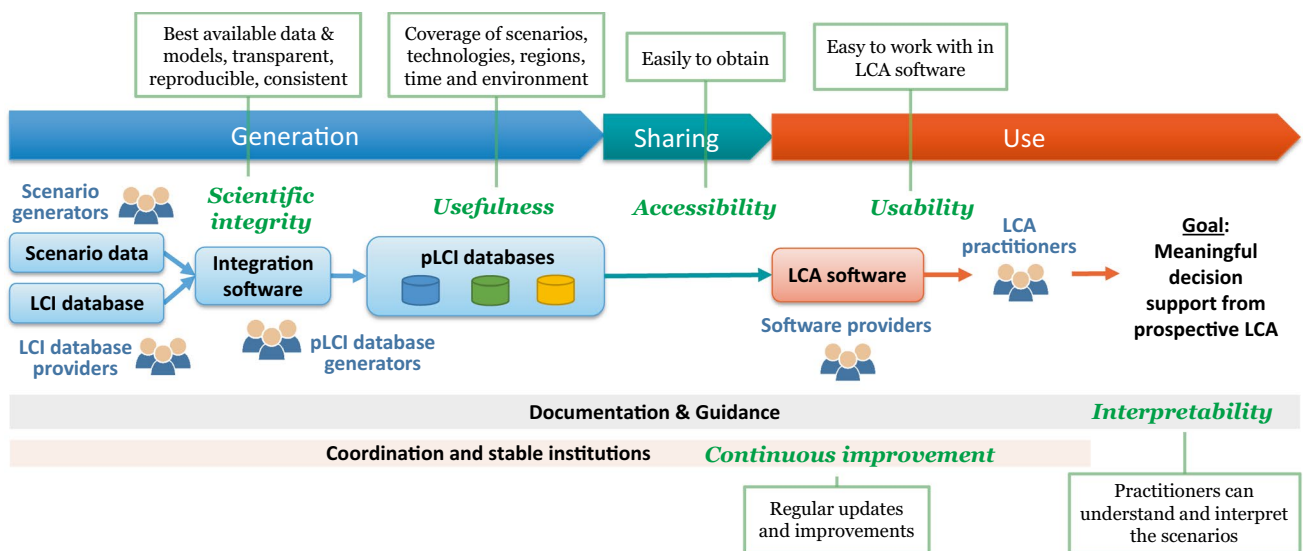 Best available data &
models, transparent,
reproducible, consistent
Coverage of scenarios,
technologies, regions,
time and environment
Easily to obtain
Easy to work with in
LCA software
Generation
Sharing
Use
Scenario
generators
Scientific
integrity
Usefulness
Accessibility
Usability
LCA
practitioners
Goal:
Meaningful
decision
support from
prospective LCA
Scenario data
LCI database
Integration
software
pLCI databases
LCA software
LCI database
providers
pLCI database
generators
Software providers
Documentation & Guidance
Interpretability
Coordination and stable institutions
Continuous improvement
Regular updates
and improvements
Practitioners can
understand and interpret
the scenarios